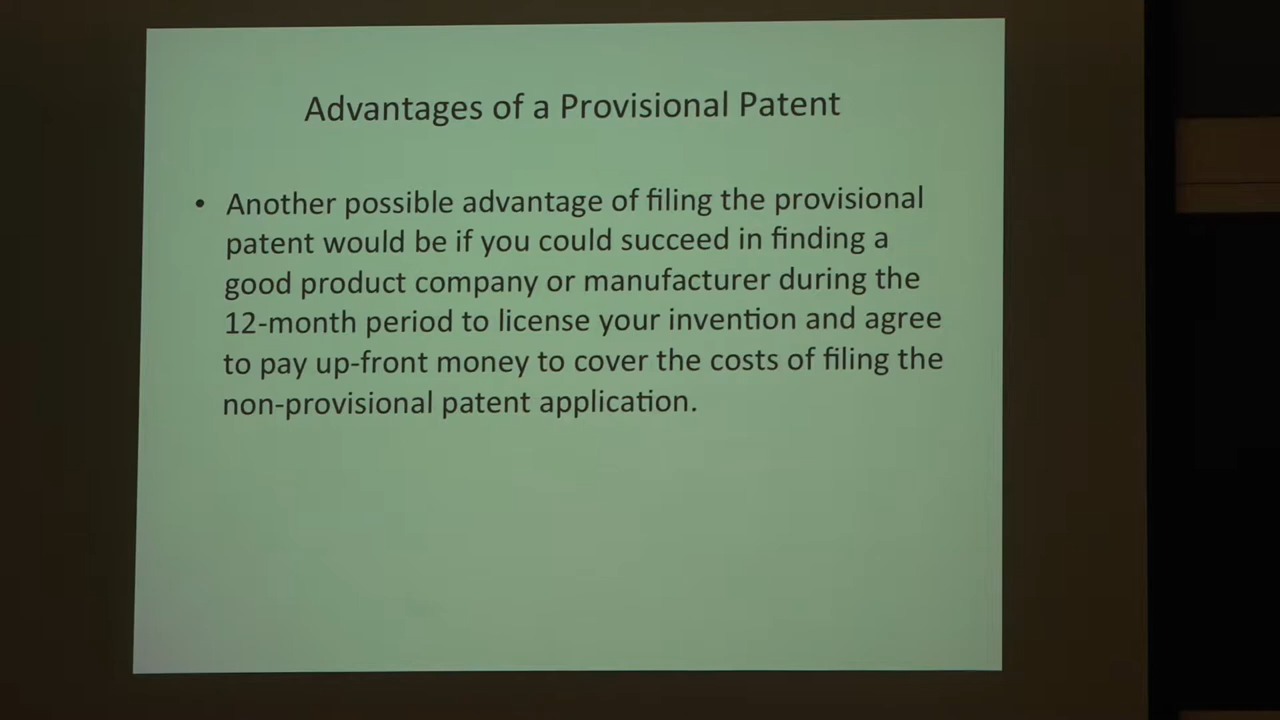 Advantages of a Provisional Patent
• Another possible advantage of filing the provisional
patent would be if you could succeed in finding a
good product company or manufacturer during the
12-month period to license your invention and agree
to pay up-front money to cover the costs of filing the
non-provisional patent application.